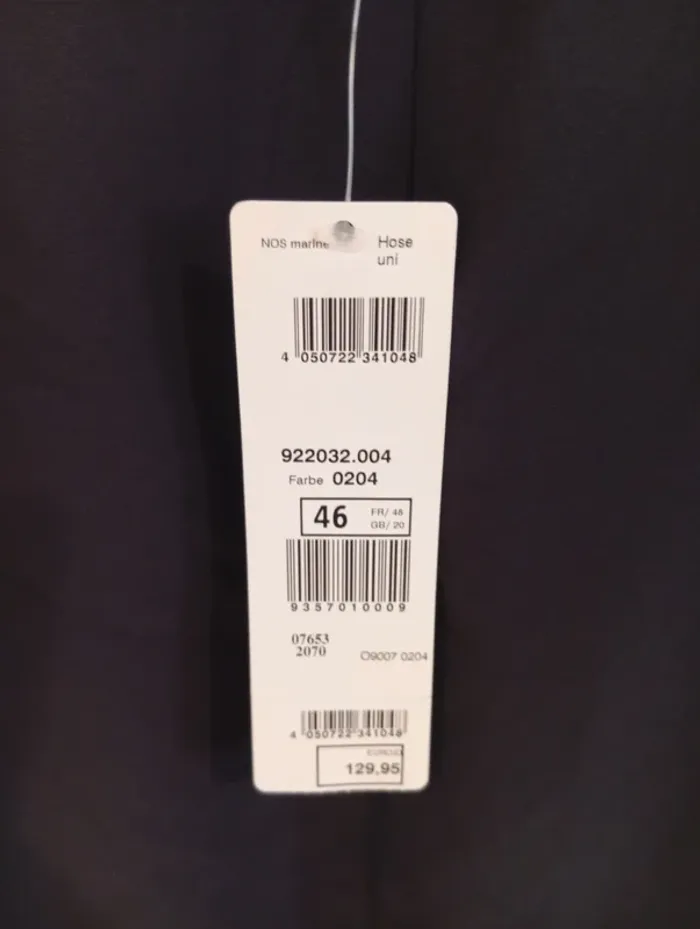 NOS marine
Hose
uni
4 050722 341048
922032.004
Farbe 0204
46
FR/ 48
GB/ 20
9357010009
07653
2070
O9007 0204
4 050722 341048
129,95